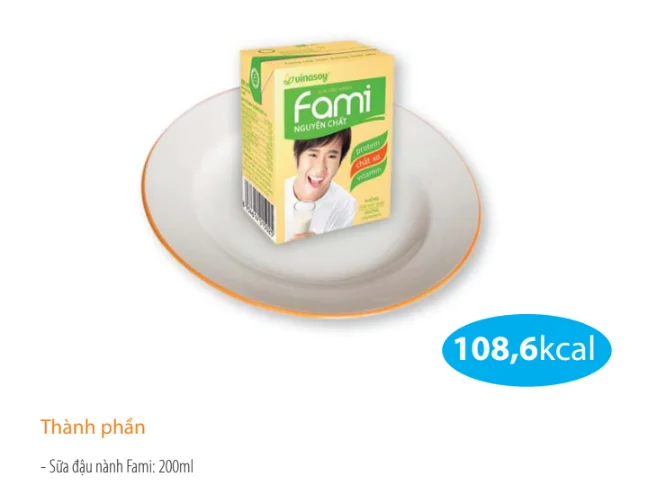 vinasoy
Fami
NGUYÊN CHẤT
protein
chất xơ
vitamin
108,6kcal
Thành phần
- Sữa đậu nành Fami: 200ml